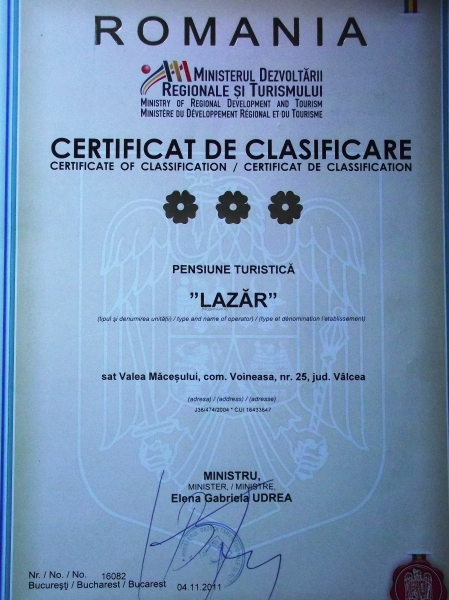 ROMANIA
MINISTERUL DEZVOLTĂRII
REGIONALE ȘI TURISMULUI
MINISTRY OF REGIONAL DEVELOPMENT AND TOURISM
MINISTÈRE DU DÉVELOPPEMENT RÉGIONAL ET DU TOURISME
CERTIFICAT DE CLASIFICARE
CERTIFICATE OF CLASSIFICATION / CERTIFICAT DE CLASSIFICATION
PENSIUNE TURISTICĂ
"LAZĂR"
(tipul și denumirea unității) / type and name of operator) / (type et dénomination l'etablissement)
sat Valea Măceșului, com. Voineasa, nr. 25, jud. Vâlcea
(adresa) / (address) / (adresse)
J38/474/2004 * CUI 16433647
MINISTRU,
MINISTER, / MINISTRE,
Elena Gabriela UDREA
Nr. / No. / No. 16082
București / Bucharest / Bucarest 04.11.2011